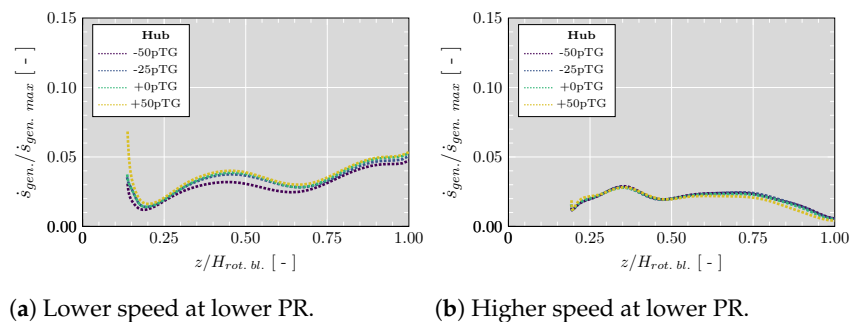 0.15
0.10
0.05
0.00
ṡgen./ṡgen. max [ - ]
Hub
-50pTG
-25pTG
+0pTG
+50pTG
0
0.25
0.50
0.75
1.00
z/Hrot. bl. [ - ]
(a) Lower speed at lower PR.
0.15
0.10
0.05
0.00
ṡgen./ṡgen. max [ - ]
Hub
-50pTG
-25pTG
+0pTG
+50pTG
0
0.25
0.50
0.75
1.00
z/Hrot. bl. [ - ]
(b) Higher speed at lower PR.